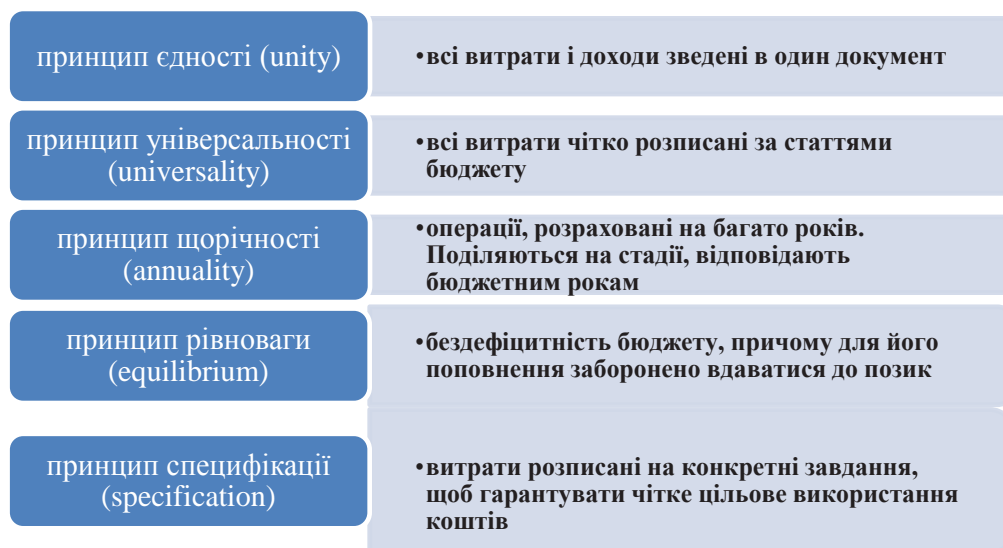 принцип єдності (unity)
•всі витрати і доходи зведені в один документ
принцип універсальності
(universality)
•всі витрати чітко розписані за статтями
бюджету
принцип щорічності
(annuality)
•операції, розраховані на багато років.
Поділяються на стадії, відповідають
бюджетним рокам
принцип рівноваги
(equilibrium)
•бездефіцитність бюджету, причому для його
поповнення заборонено вдаватися до позик
принцип специфікації
(specification)
•витрати розписані на конкретні завдання,
щоб гарантувати чітке цільове використання
коштів